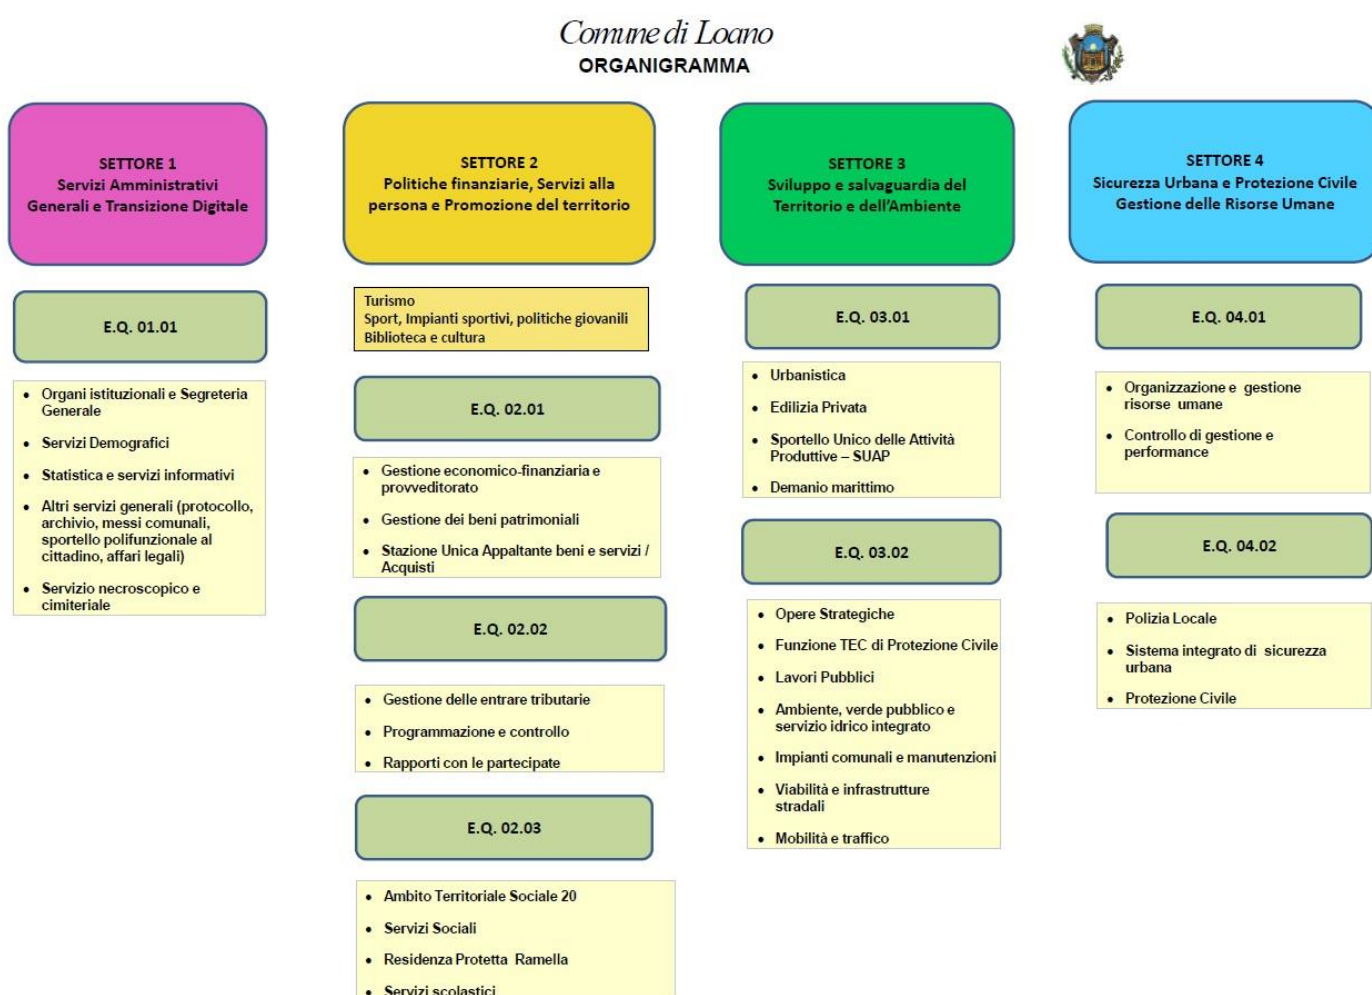 Comune di Loano
ORGANIGRAMMA
SETTORE 1
Servizi Amministrativi
Generali e Transizione Digitale
E.Q. 01.01
• Organi istituzionali e Segreteria
Generale
• Servizi Demografici
• Statistica e servizi informativi
• Altri servizi generali (protocollo,
archivio, messi comunali,
sportello polifunzionale al
cittadino, affari legali)
• Servizio necroscopico e
cimiteriale
SETTORE 2
Politiche finanziarie, Servizi alla
persona e Promozione del territorio
Turismo
Sport, Impianti sportivi, politiche giovanili
Biblioteca e cultura
E.Q. 02.01
• Gestione economico-finanziaria e
provveditorato
• Gestione dei beni patrimoniali
• Stazione Unica Appaltante beni e servizi /
Acquisti
E.Q. 02.02
• Gestione delle entrare tributarie
• Programmazione e controllo
• Rapporti con le partecipate
E.Q. 02.03
• Ambito Territoriale Sociale 20
• Servizi Sociali
• Residenza Protetta Ramella
• Servizi scolastici
SETTORE 3
Sviluppo e salvaguardia del
Territorio e dell'Ambiente
E.Q. 03.01
• Urbanistica
• Edilizia Privata
• Sportello Unico delle Attività
Produttive – SUAP
• Demanio marittimo
E.Q. 03.02
• Opere Strategiche
• Funzione TEC di Protezione Civile
• Lavori Pubblici
• Ambiente, verde pubblico e
servizio idrico integrato
• Impianti comunali e manutenzioni
• Viabilità e infrastrutture
stradali
• Mobilità e traffico
SETTORE 4
Sicurezza Urbana e Protezione Civile
Gestione delle Risorse Umane
E.Q. 04.01
• Organizzazione e gestione
risorse umane
• Controllo di gestione e
performance
E.Q. 04.02
• Polizia Locale
• Sistema integrato di sicurezza
urbana
• Protezione Civile